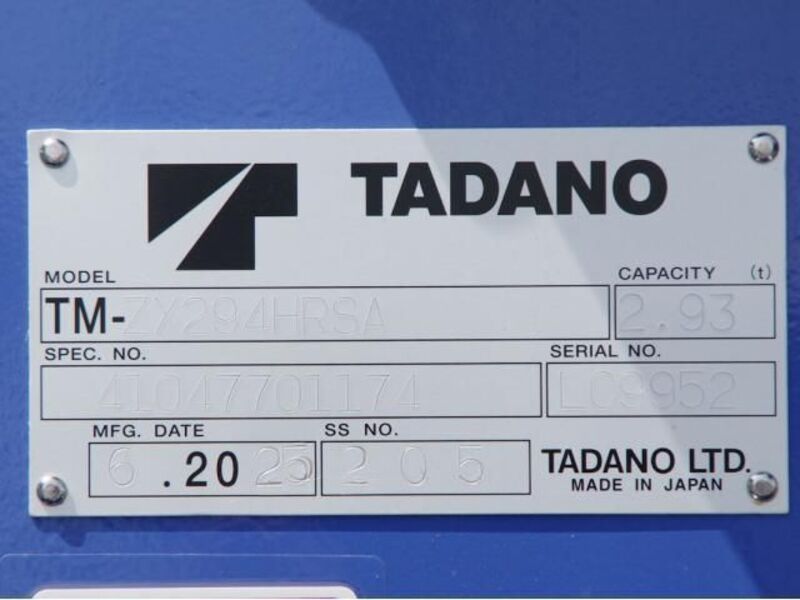 TADANO
MODEL
CAPACITY (t)
TM-ZX294HRSA
2.93
SPEC. NO.
SERIAL NO.
41047701174
LC9952
MFG. DATE
SS NO.
6 .2025
205
TADANO LTD.
MADE IN JAPAN